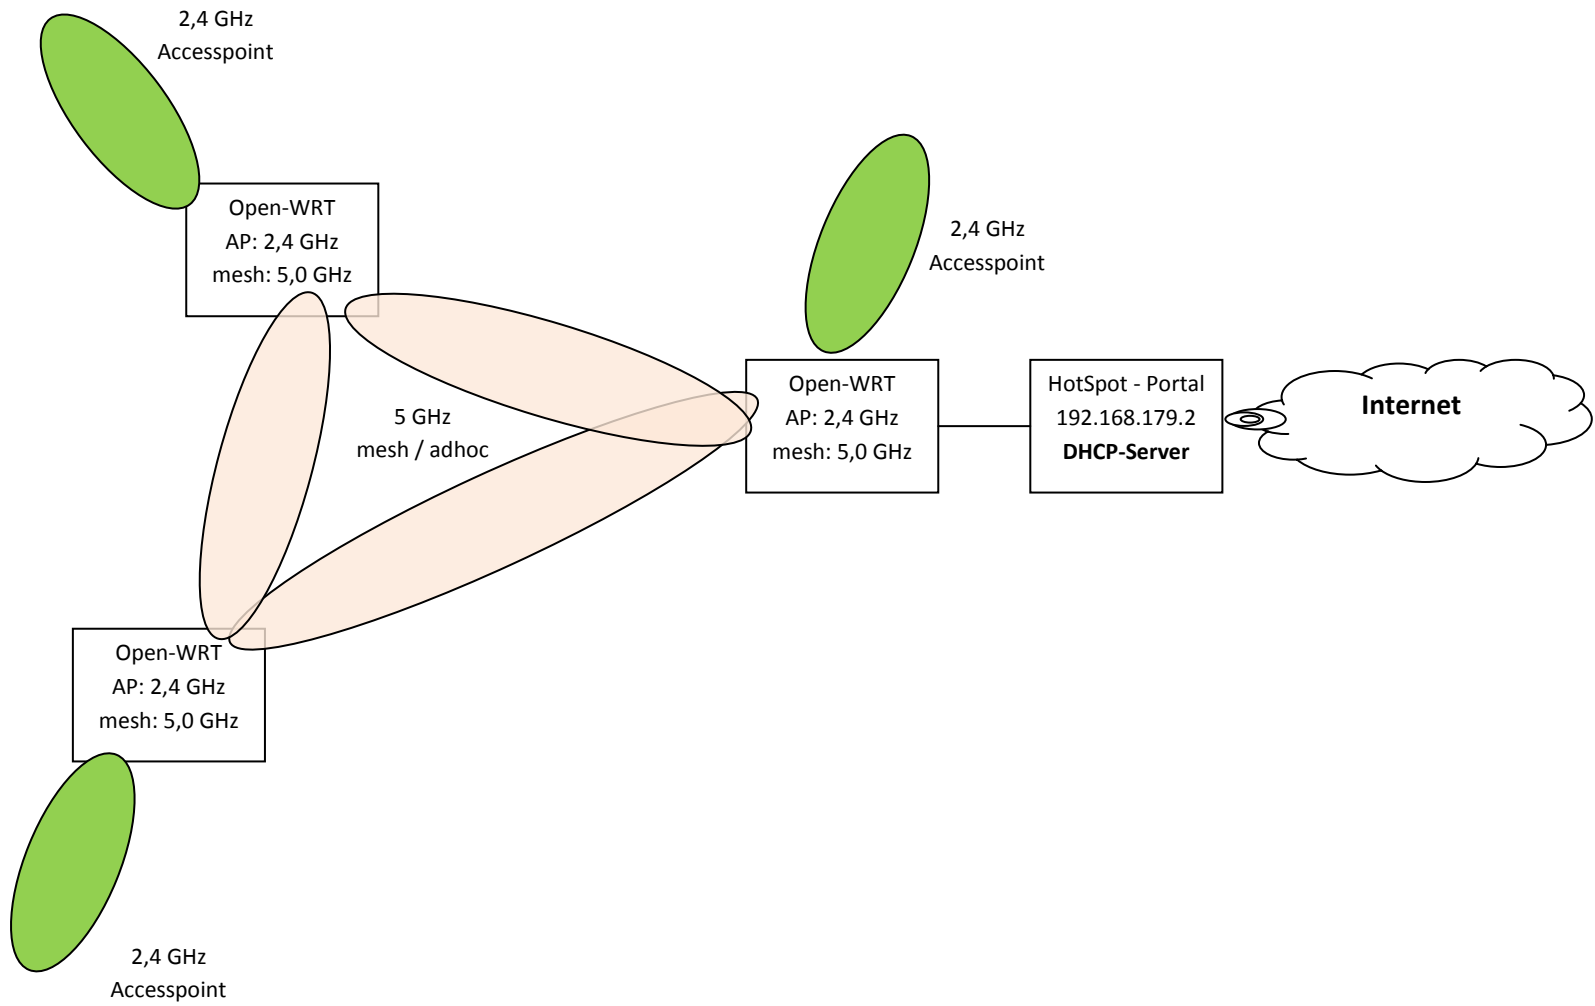 2,4 GHz
Accesspoint
Open-WRT
AP: 2,4 GHz
mesh: 5,0 GHz
2,4 GHz
Accesspoint
5 GHz
mesh / adhoc
Open-WRT
AP: 2,4 GHz
mesh: 5,0 GHz
HotSpot - Portal
192.168.179.2
DHCP-Server
Internet
Open-WRT
AP: 2,4 GHz
mesh: 5,0 GHz
2,4 GHz
Accesspoint